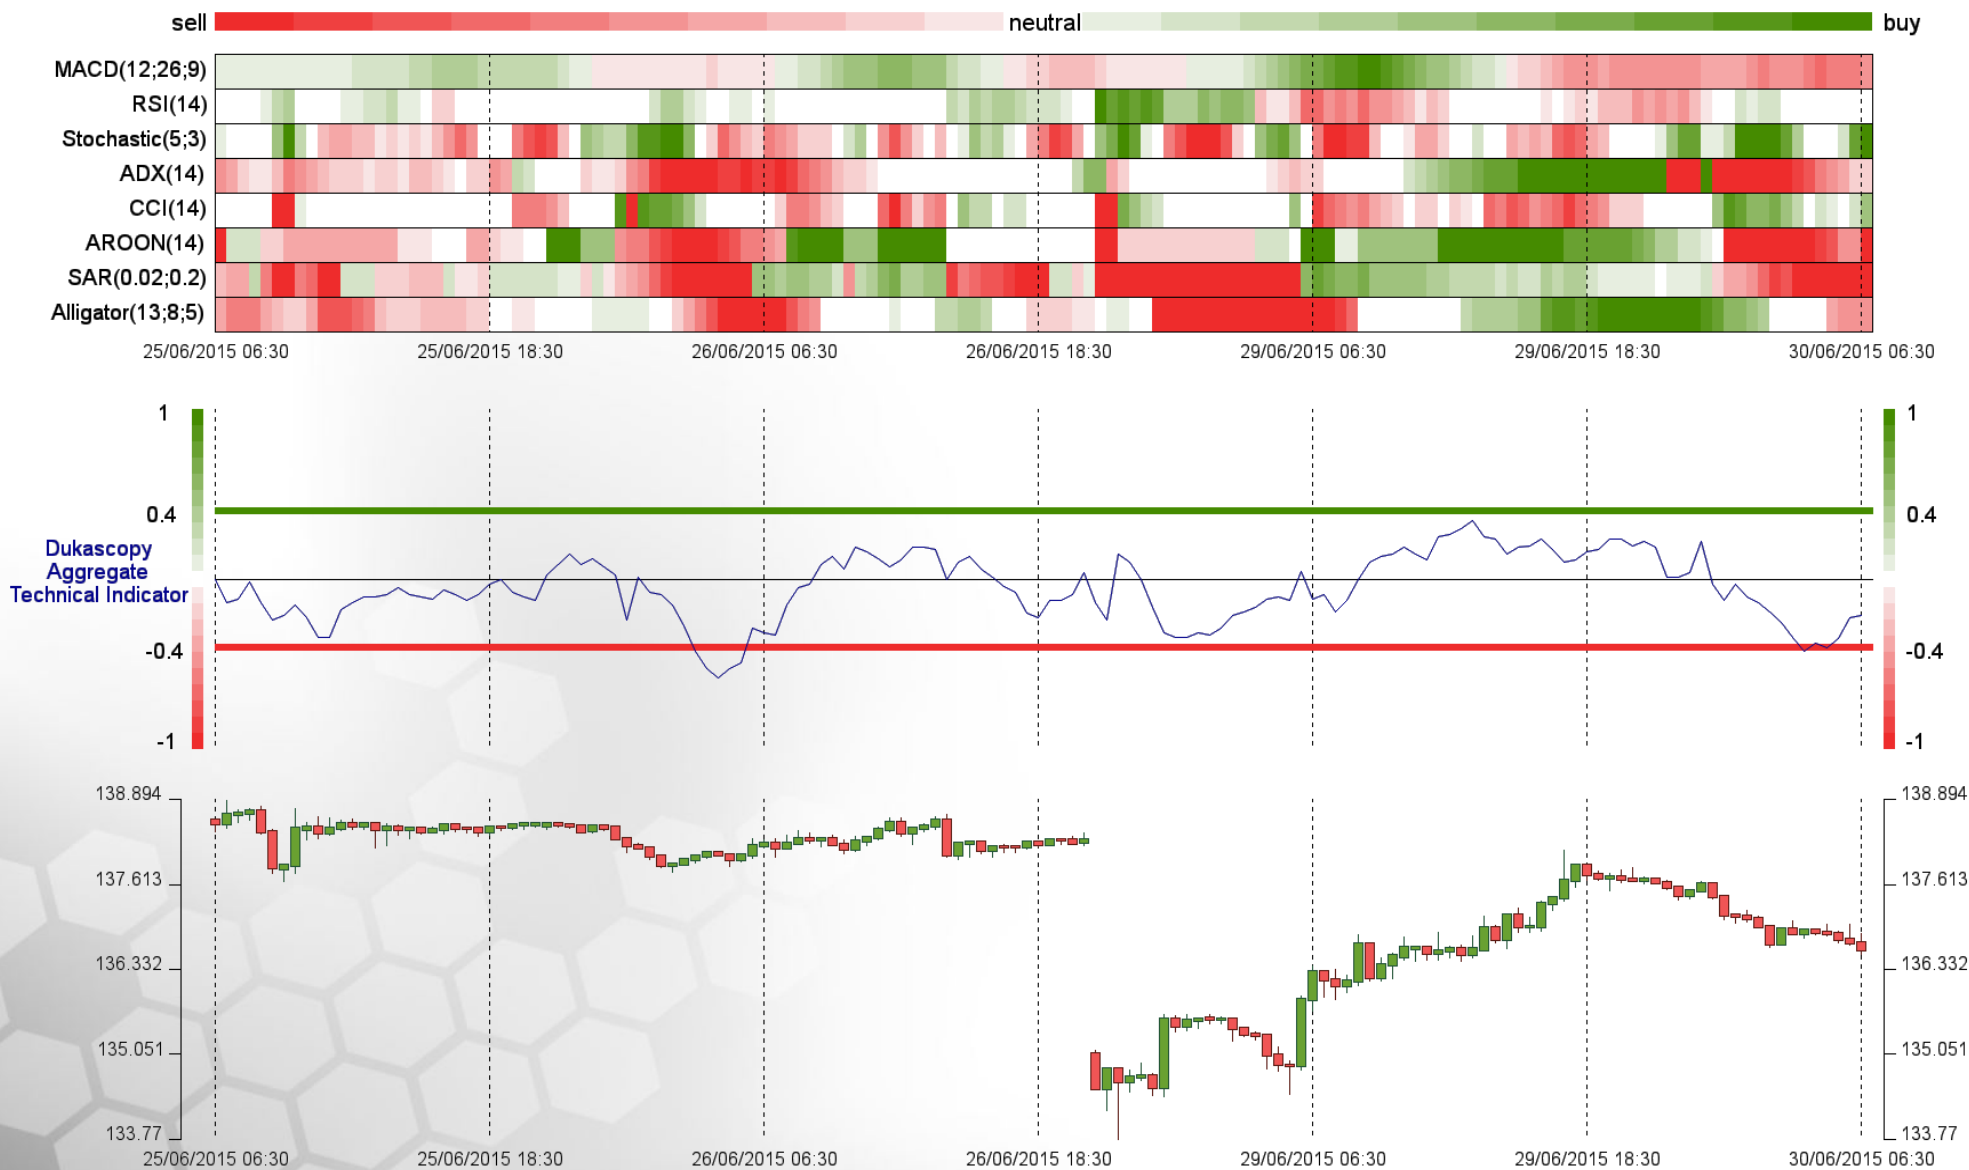 sell neutral buy
MACD(12;26;9)
RSI(14)
Stochastic(5;3)
ADX(14)
CCI(14)
AROON(14)
SAR(0.02;0.2)
Alligator(13;8;5)
25/06/2015 06:30 25/06/2015 18:30 26/06/2015 06:30 26/06/2015 18:30 29/06/2015 06:30 29/06/2015 18:30 30/06/2015 06:30
1 1
0.4 0.4
Dukascopy
Aggregate
Technical Indicator
-0.4 -0.4
-1 -1
138.894 138.894
137.613 137.613
136.332 136.332
135.051 135.051
133.77 133.77
25/06/2015 06:30 25/06/2015 18:30 26/06/2015 06:30 26/06/2015 18:30 29/06/2015 06:30 29/06/2015 18:30 30/06/2015 06:30